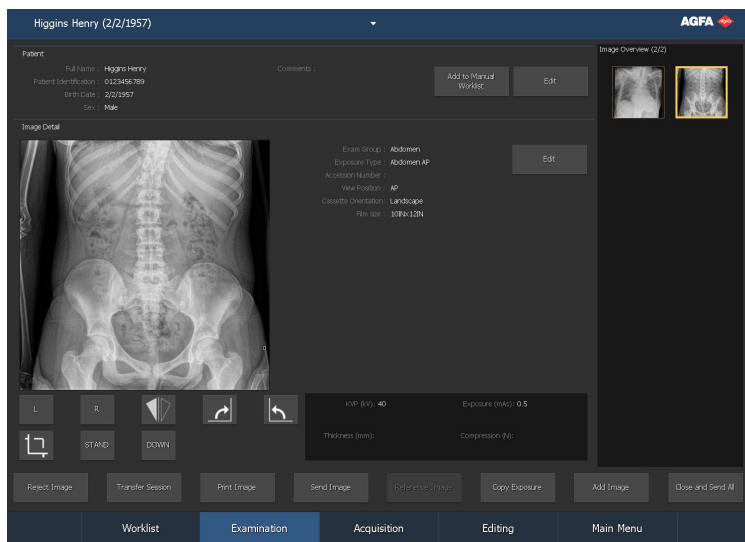 Higgins Henry (2/2/1957)
AGFA
Patient
Full Name : Higgins Henry
Patient Identification : 0123456789
Birth Date : 2/2/1957
Sex : Male
Comments :
Add to Manual
Worklist
Edit
Image Overview (2/2)
Image Detail
Exam Group : Abdomen
Exposure Type : Abdomen AP
Accession Number :
View Position : AP
Cassette Orientation: Landscape
Film size : 10INx12IN
Edit
L
R
STAND
DOWN
KVP (kV): 40
Exposure (mAs): 0.5
Thickness (mm):
Compression (N):
Reject Image
Transfer Session
Print Image
Send Image
Reference Image
Copy Exposure
Add Image
Close and Send All
Worklist
Examination
Acquisition
Editing
Main Menu